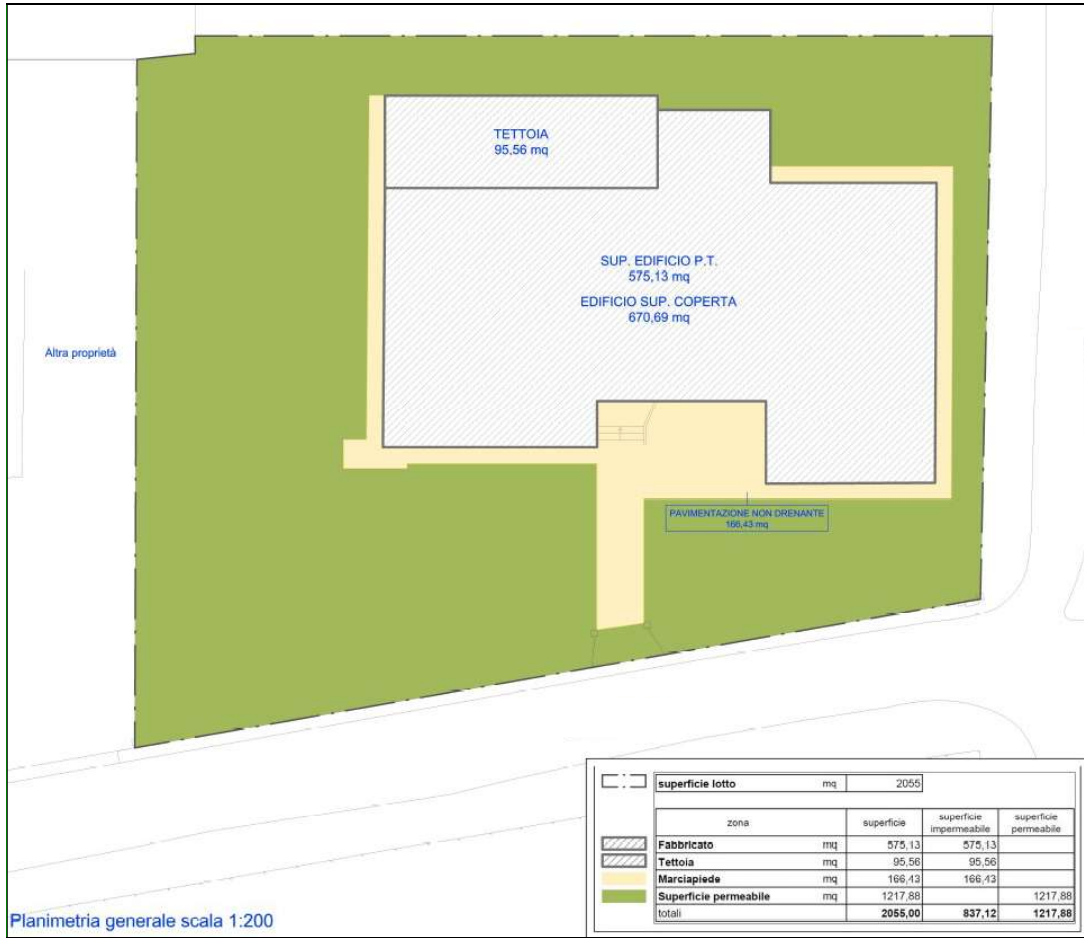 TETTOIA
95,56 mq
SUP. EDIFICIO P.T.
575,13 mq
EDIFICIO SUP. COPERTA
670,69 mq
Altra proprietà
PAVIMENTAZIONE NON DRENANTE
166,43 mq
superficie lotto mq 2055
zona superficie superficie impermeabile superficie permeabile
Fabbricato mq 575,13 575,13
Tettoia mq 95,56 95,56
Marciapiede mq 166,43 166,43
Superficie permeabile mq 1217,88 1217,88
totali 2055,00 837,12 1217,88
Planimetria generale scala 1:200